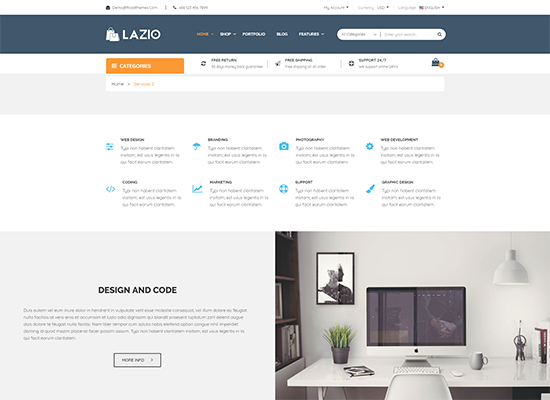 Demo@RoadThemes.Com
+88 123 456 7899
My Account
Currency : USD
Language : ENGLISH
LAZIO
HOME
SHOP
PORTFOLIO
BLOG
FEATURES
All Categories
Enter your search...
CATEGORIES
FREE RETURN
30 days money back guarantee!
FREE SHIPPING
Free shipping on all order
SUPPORT 24/7
We support online 24hrs
Home > Services 2
WEB DESIGN
Typi non habent claritatem
insitam; est usus legentis in iis
qui facit eorum claritatem.
BRANDING
Typi non habent claritatem
insitam; est usus legentis in iis
qui facit eorum claritatem.
PHOTOGRAPHY
Typi non habent claritatem
insitam; est usus legentis in iis
qui facit eorum claritatem.
WEB DEVELOPMENT
Typi non habent claritatem
insitam; est usus legentis in iis
qui facit eorum claritatem.
CODING
Typi non habent claritatem
insitam; est usus legentis in iis
qui facit eorum claritatem.
MARKETING
Typi non habent claritatem
insitam; est usus legentis in iis
qui facit eorum claritatem.
SUPPORT
Typi non habent claritatem
insitam; est usus legentis in iis
qui facit eorum claritatem.
GRAPHIC DESIGN
Typi non habent claritatem
insitam; est usus legentis in iis
qui facit eorum claritatem.
DESIGN AND CODE
Duis autem vel eum iriure dolor in hendrerit in vulputate velit esse molestie consequat, vel illum dolore eu feugiat
nulla facilisis at vero eros et accumsan et iusto odio dignissim qui blandit praesent luptatum zzril delenit augue
duis dolore te feugait nulla facilisi. Nam liber tempor cum soluta nobis eleifend option congue nihil imperdiet
doming id quod mazim placerat facer possim assum. Typi non habent claritatem insitam; est usus legentis in iis
qui facit eorum claritatem.
MORE INFO